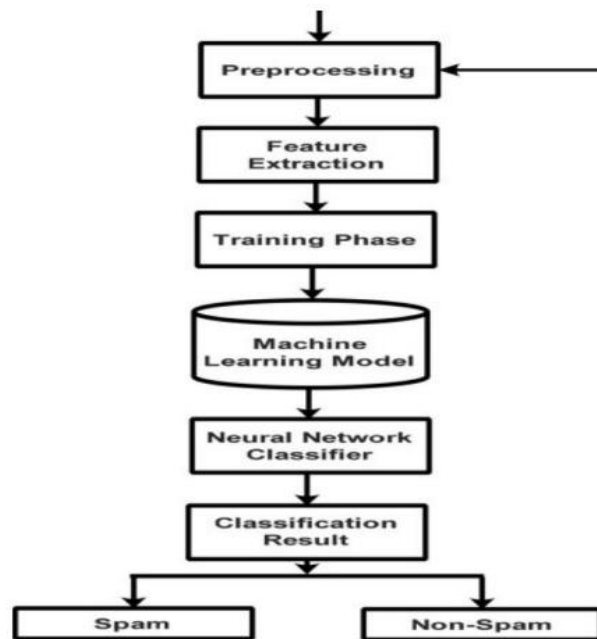 Preprocessing
Feature
Extraction
Training Phase
Machine
Learning Model
Neural Network
Classifier
Classification
Result
Spam
Non-Spam